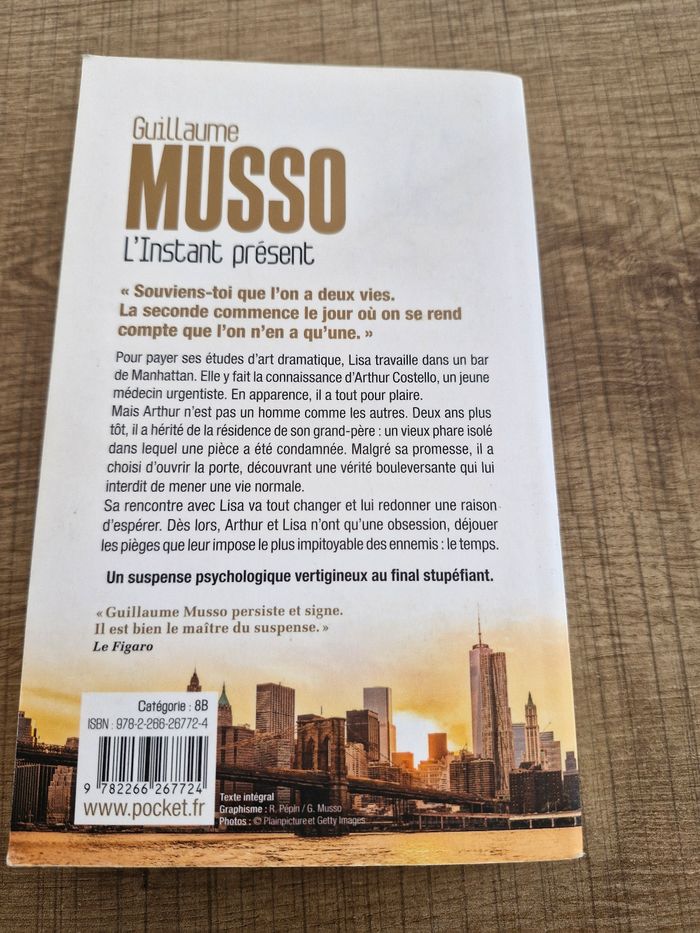 Guillaume
MUSSO
L'Instant présent
« Souviens-toi que l'on a deux vies.
La seconde commence le jour où on se rend
compte que l'on n'en a qu'une. »
Pour payer ses études d'art dramatique, Lisa travaille dans un bar
de Manhattan. Elle y fait la connaissance d'Arthur Costello, un jeune
médecin urgentiste. En apparence, il a tout pour plaire.
Mais Arthur n'est pas un homme comme les autres. Deux ans plus
tôt, il a hérité de la résidence de son grand-père : un vieux phare isolé
dans lequel une pièce a été condamnée. Malgré sa promesse, il a
choisi d'ouvrir la porte, découvrant une vérité bouleversante qui lui
interdit de mener une vie normale.
Sa rencontre avec Lisa va tout changer et lui redonner une raison
d'espérer. Dès lors, Arthur et Lisa n'ont qu'une obsession, déjouer
les pièges que leur impose le plus impitoyable des ennemis : le temps.
Un suspense psychologique vertigineux au final stupéfiant.
« Guillaume Musso persiste et signe.
Il est bien le maître du suspense. »
Le Figaro
Catégorie : 8B
ISBN : 978-2-266-26772-4
9 782266 267724
www.pocket.fr
Texte intégral
Graphisme : R. Pépin / G. Musso
Photos : © Plainpicture et Getty Images